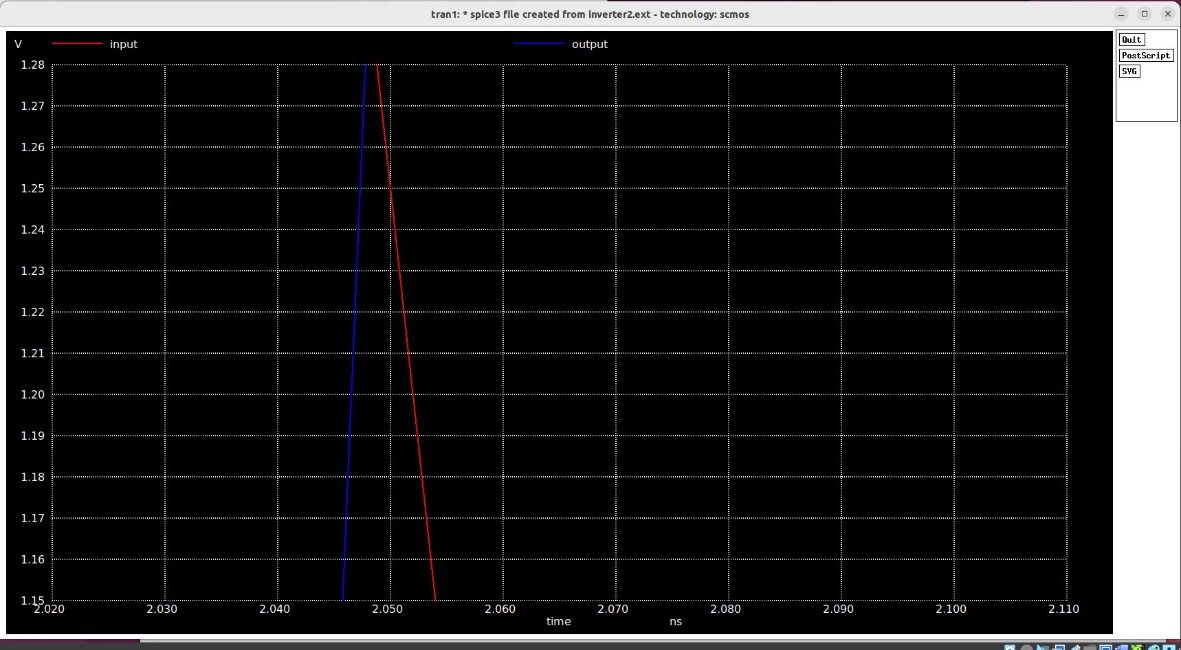 tran1: * spice3 file created from inverter2.ext - technology: scmos
V input output
Quit
PostScript
SVG
1.28
1.27
1.26
1.25
1.24
1.23
1.22
1.21
1.20
1.19
1.18
1.17
1.16
1.15
2.020 2.030 2.040 2.050 2.060 2.070 2.080 2.090 2.100 2.110
time ns